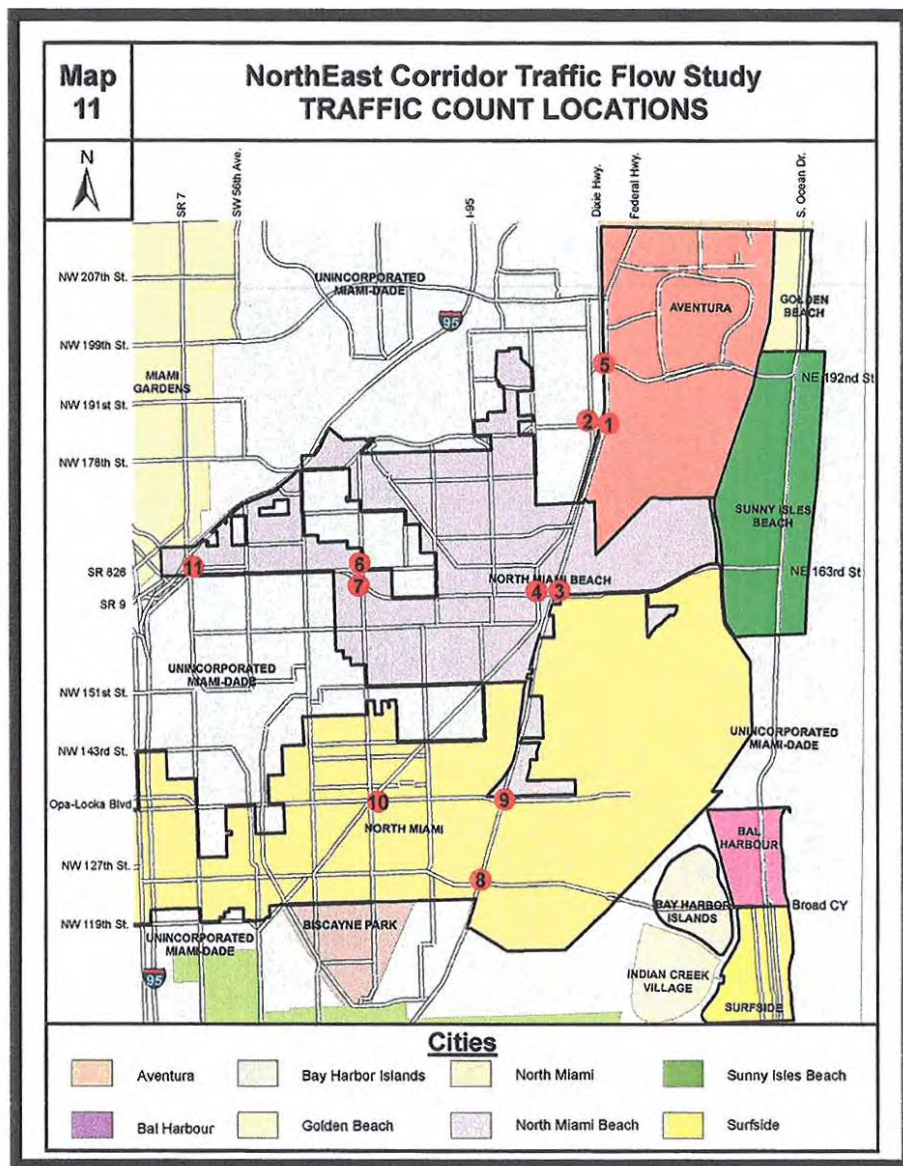 Map
11
NorthEast Corridor Traffic Flow Study
TRAFFIC COUNT LOCATIONS
N
SR 7
SW 56th Ave.
I-95
Dixie Hwy.
Federal Hwy.
S. Ocean Dr.
NW 207th St.
UNINCORPORATED
MIAMI-DADE
AVENTURA
GOLDEN
BEACH
95
NW 199th St.
5
MIAMI
GARDENS
NE 192nd St
NW 191st St.
2
1
NW 178th St.
SUNNY ISLES
BEACH
SR 826
11
6
NORTH MIAMI BEACH
NE 163rd St
7
4
3
SR 9
UNINCORPORATED
MIAMI-DADE
NW 151st St.
UNINCORPORATED
MIAMI-DADE
NW 143rd St.
Opa-Locka Blvd
10
9
NORTH MIAMI
BAL
HARBOUR
NW 127th St.
8
BAY HARBOR
ISLANDS
Broad CY
NW 119th St.
UNINCORPORATED
MIAMI-DADE
BISCAYNE PARK
95
INDIAN CREEK
VILLAGE
SURFSIDE
Cities
Aventura
Bay Harbor Islands
North Miami
Sunny Isles Beach
Bal Harbour
Golden Beach
North Miami Beach
Surfside